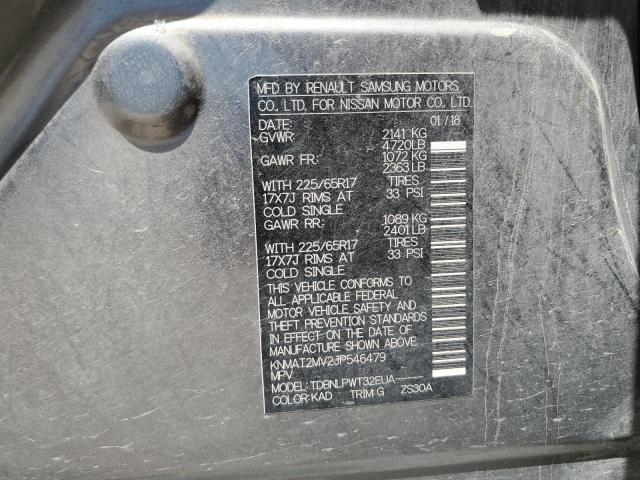 MFD BY RENAULT SAMSUNG MOTORS
CO., LTD. FOR NISSAN MOTOR CO., LTD.
DATE: 01/18
GVWR 2141 KG
4720LB
GAWR FR: 1072 KG
2363LB
WITH 225/65R17 TIRES
17X7J RIMS AT 33 PSI
COLD SINGLE
GAWR RR: 1089 KG
2401LB
WITH 225/65R17 TIRES
17X7J RIMS AT 33 PSI
COLD SINGLE
THIS VEHICLE CONFORMS TO
ALL APPLICABLE FEDERAL
MOTOR VEHICLE SAFETY AND
THEFT PREVENTION STANDARDS
IN EFFECT ON THE DATE OF
MANUFACTURE SHOWN ABOVE.
KNMAT2MV2JP546479
MPV
MODEL: TDBNLPWT32EUA-----
COLOR:KAD TRIM:G ZS30A